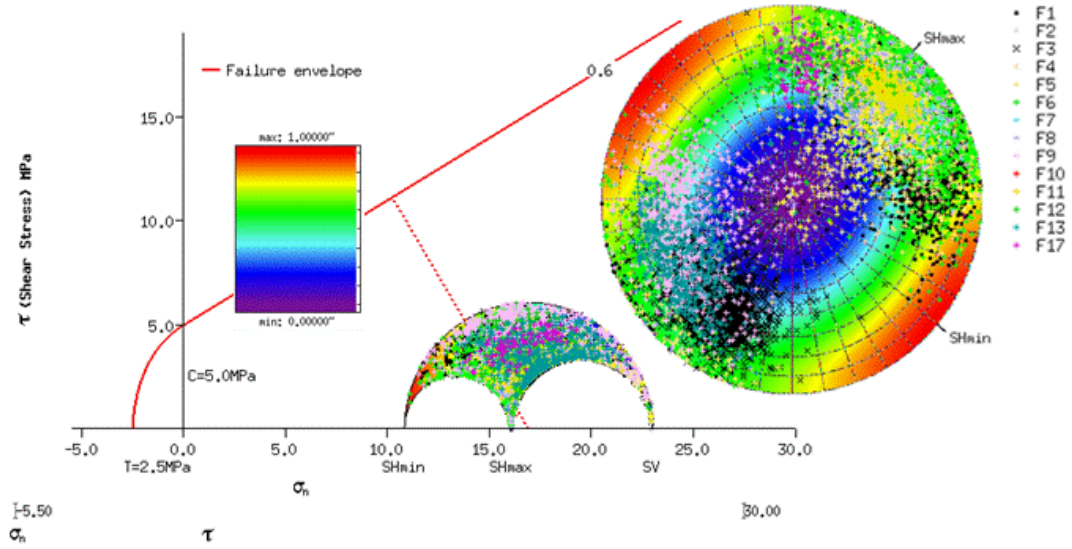 Failure envelope
max: 1.00000"
min: 0.00000"
0.6
SHmax
SHmin
τ (Shear Stress) MPa
15.0
10.0
5.0
C=5.0MPa
-5.0 0.0 5.0 10.0 15.0 20.0 25.0 30.0
T=2.5MPa SHmin SHmax SV
σn
-5.50 30.00
σn τ
F1
F2
F3
F4
F5
F6
F7
F8
F9
F10
F11
F12
F13
F17